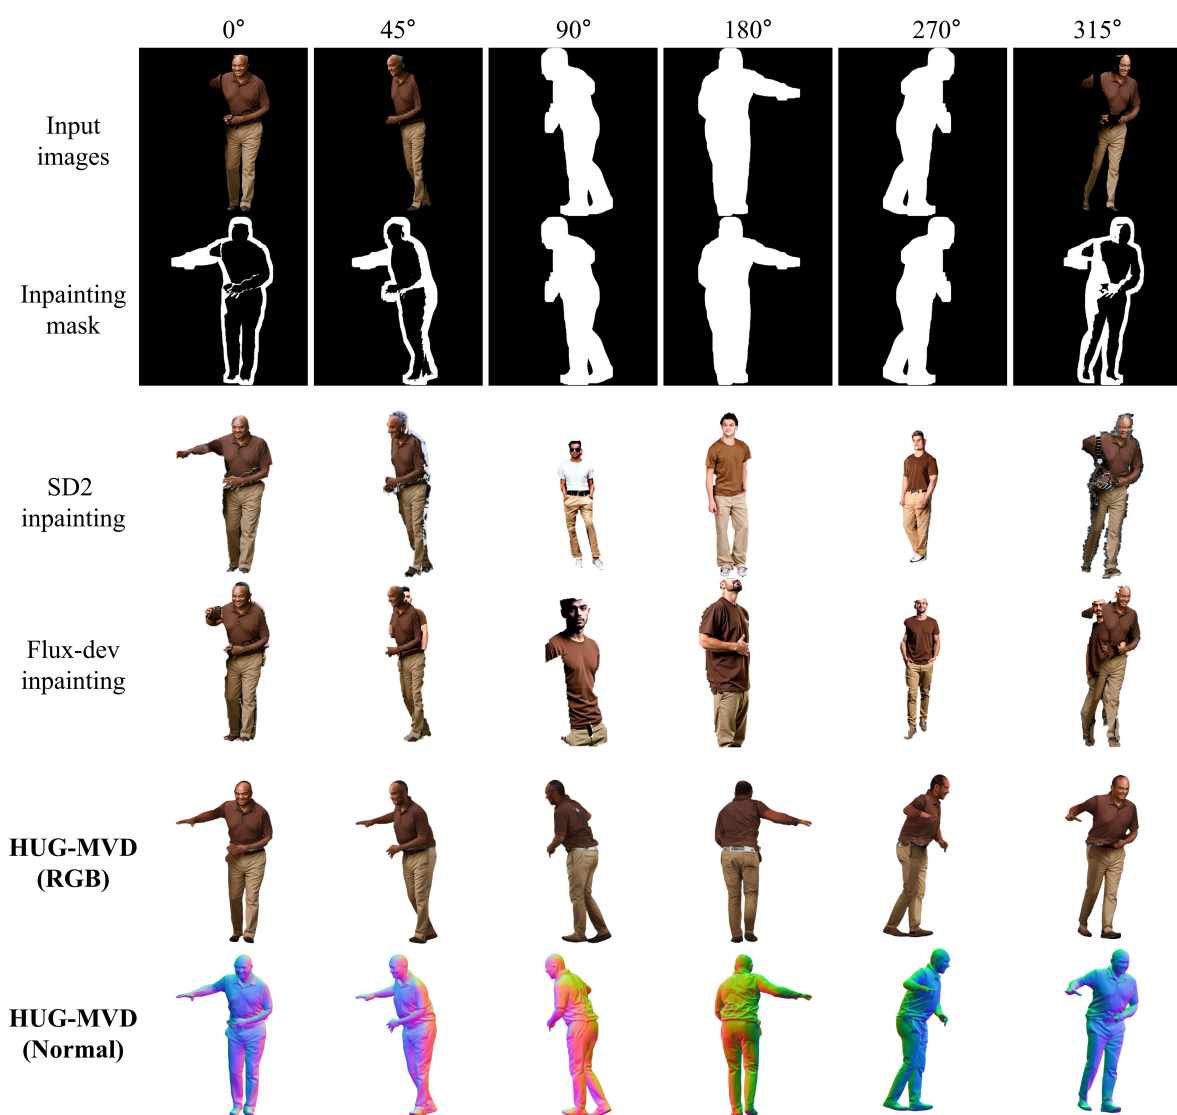 0° 45° 90° 180° 270° 315°
Input
images
Inpainting
mask
SD2
inpainting
Flux-dev
inpainting
HUG-MVD
(RGB)
HUG-MVD
(Normal)